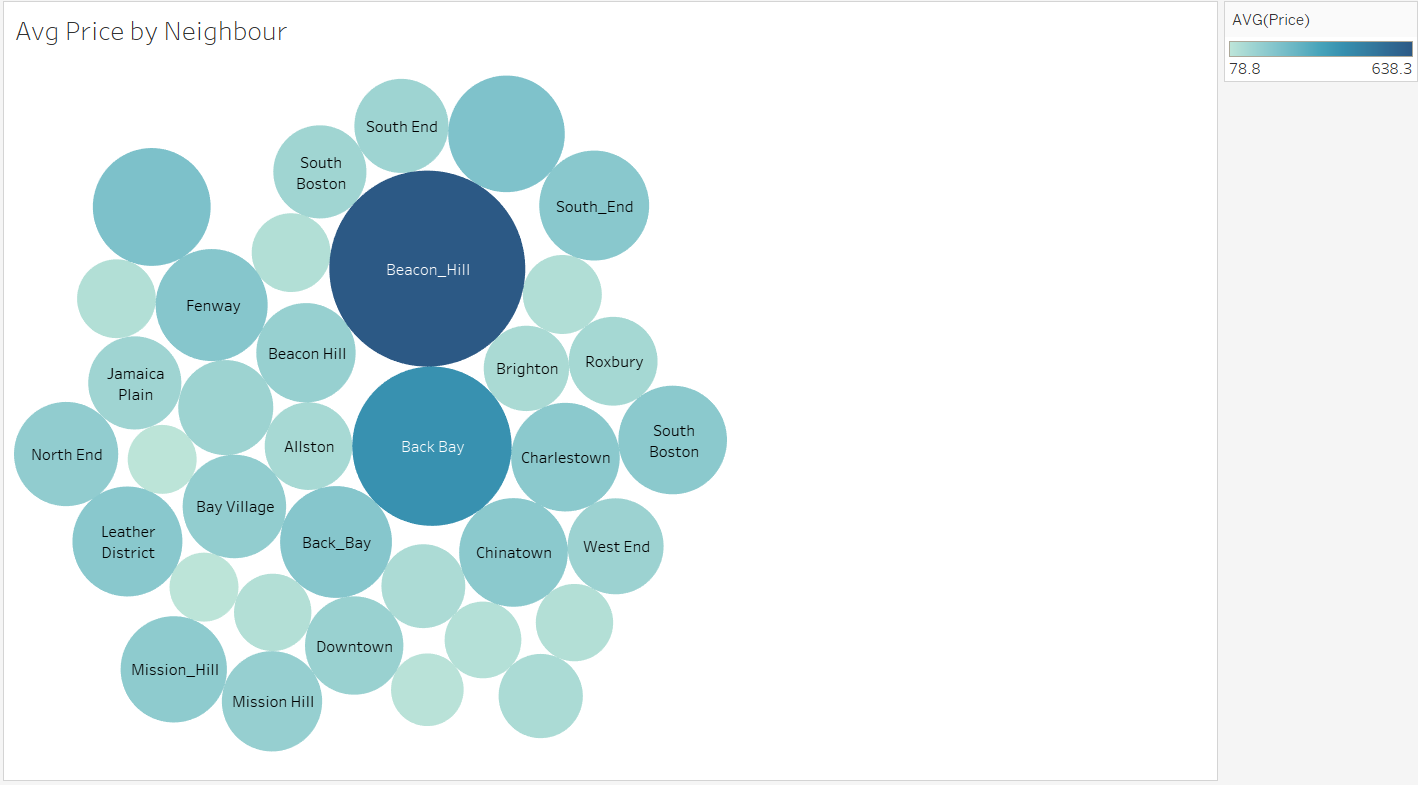 Avg Price by Neighbour
AVG(Price)
78.8
638.3
South End
South
Boston
South_End
Beacon_Hill
Fenway
Beacon Hill
Brighton
Roxbury
Jamaica
Plain
North End
Allston
Back Bay
Charlestown
South
Boston
Bay Village
Leather
District
Back_Bay
Chinatown
West End
Downtown
Mission_Hill
Mission Hill